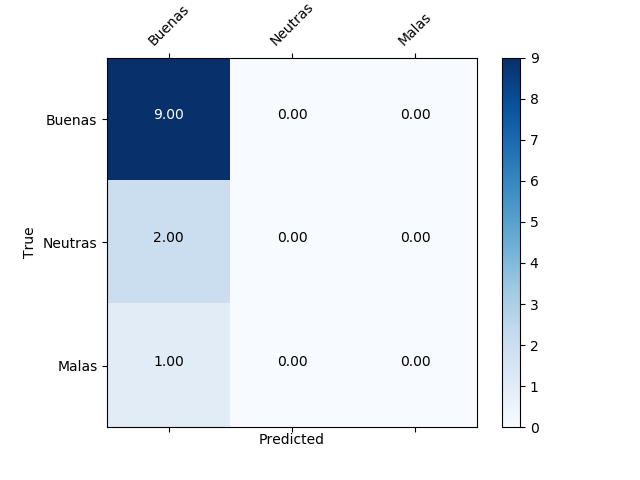 Buenas Neutras Malas
Buenas 9.00 0.00 0.00
Neutras 2.00 0.00 0.00
Malas 1.00 0.00 0.00
True
Predicted
9
8
7
6
5
4
3
2
1
0